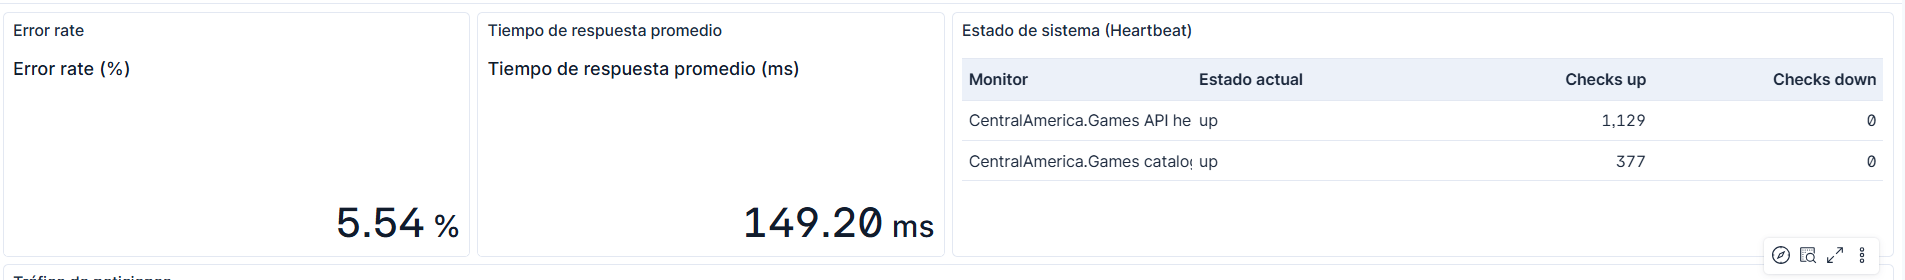 Error rate
Error rate (%)
5.54 %
Tiempo de respuesta promedio
Tiempo de respuesta promedio (ms)
149.20 ms
Estado de sistema (Heartbeat)
Monitor Estado actual Checks up Checks down
CentralAmerica.Games API he up 1,129 0
CentralAmerica.Games catalo up 377 0